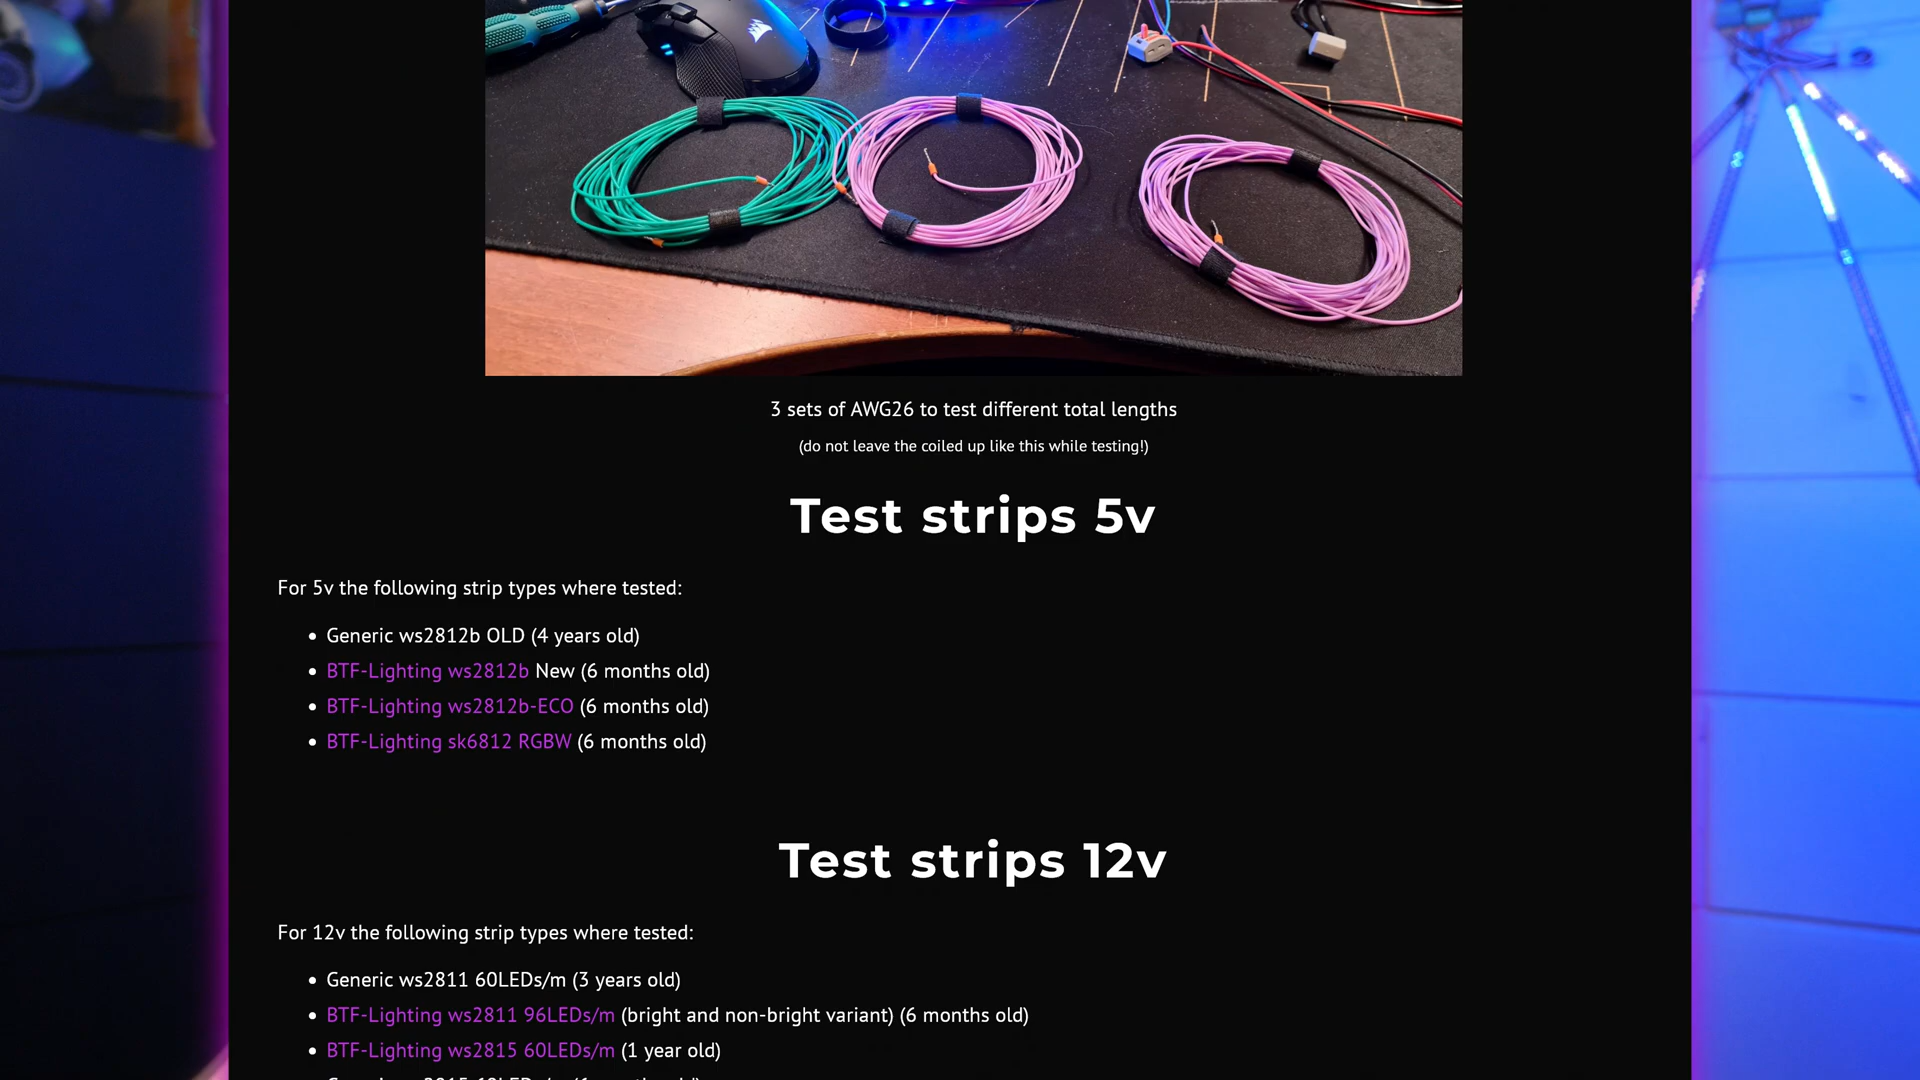 3 sets of AWG26 to test different total lengths
(do not leave the coiled up like this while testing!)
Test strips 5v
For 5v the following strip types where tested:
Generic ws2812b OLD (4 years old)
BTF-Lighting ws2812b New (6 months old)
BTF-Lighting ws2812b-ECO (6 months old)
BTF-Lighting sk6812 RGBW (6 months old)
Test strips 12v
For 12v the following strip types where tested:
Generic ws2811 60LEDs/m (3 years old)
BTF-Lighting ws2811 96LEDs/m (bright and non-bright variant) (6 months old)
BTF-Lighting ws2815 60LEDs/m (1 year old)